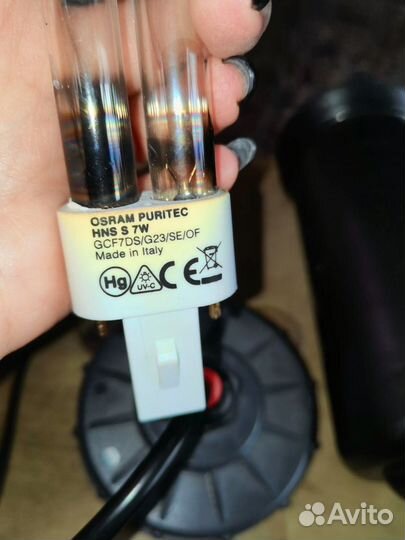 OSRAM PURITEC
HNS S 7W
GCF7DS/G23/SE/OF
Made in Italy
Hg
UV-C
CE
Avito